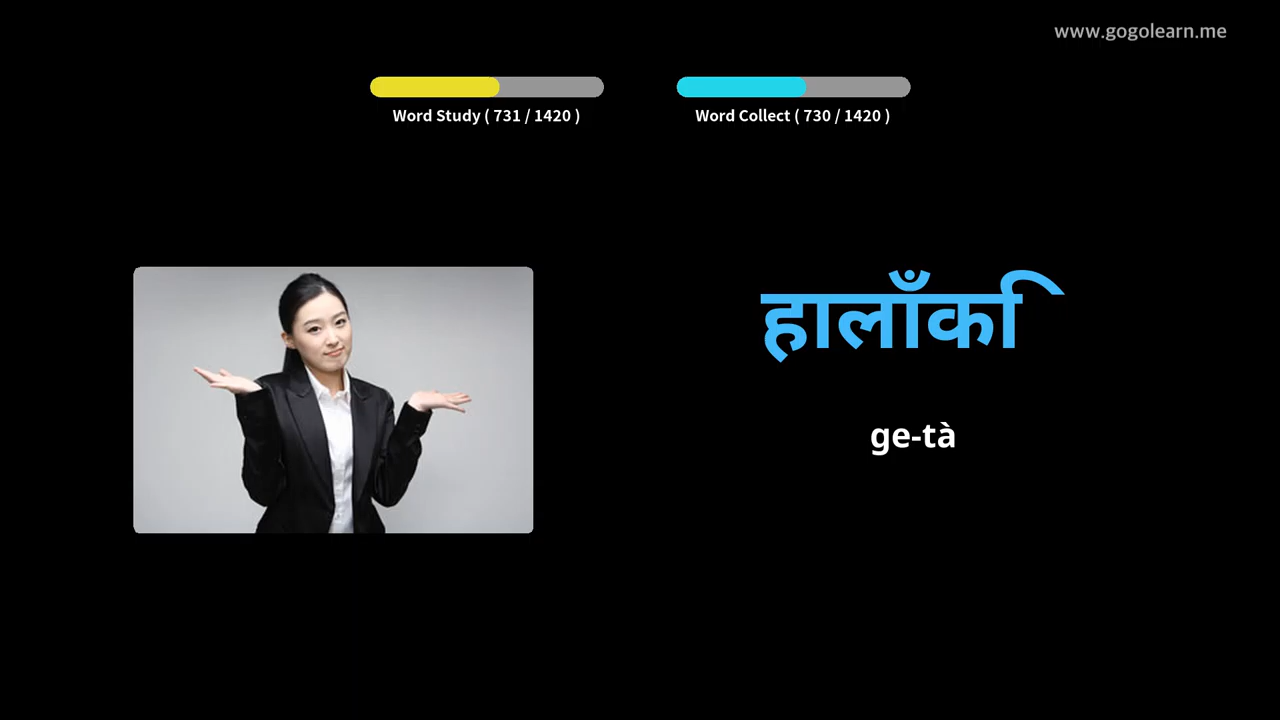 www.gogolearn.me
Word Study ( 731 / 1420 )
Word Collect ( 730 / 1420 )
हालाँकि
ge-tà